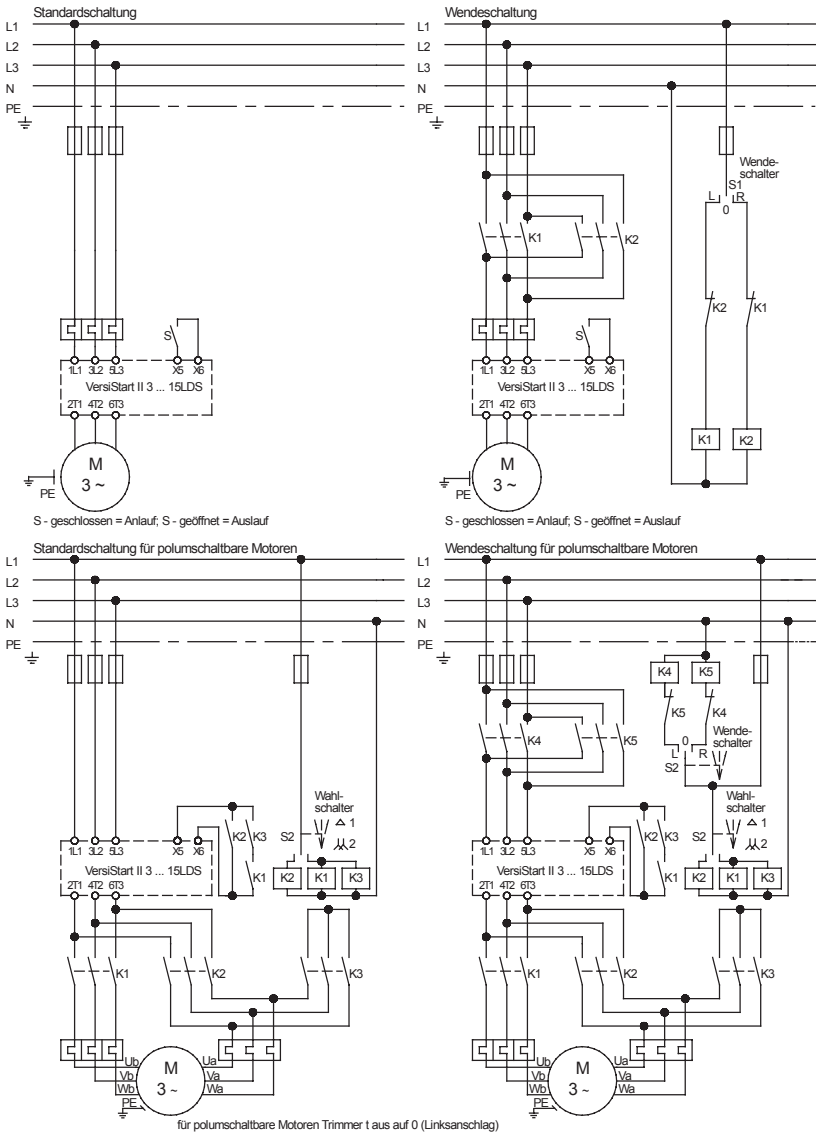 Standardschaltung
L1
L2
L3
N
PE
S
1L1 3L2 5L3 X5 X6
VersiStart II 3 ... 15LDS
2T1 4T2 6T3
M
3 ~
PE
S - geschlossen = Anlauf; S - geöffnet = Auslauf
Wendeschaltung
L1
L2
L3
N
PE
Wende-
schalter
S1
L R
0
K1 K2
K2 K1
S
1L1 3L2 5L3 X5 X6
VersiStart II 3 ... 15LDS
2T1 4T2 6T3
K1 K2
M
3 ~
PE
S - geschlossen = Anlauf; S - geöffnet = Auslauf
Standardschaltung für polumschaltbare Motoren
L1
L2
L3
N
PE
Wahl-
schalter
S2 1
2
K2 K3
1L1 3L2 5L3 X5 X6
VersiStart II 3 ... 15LDS
K1
K2 K1 K3
2T1 4T2 6T3
K1 K2 K3
Ub Ua
Vb Va
Wb Wa
M
3 ~
PE
Wendeschaltung für polumschaltbare Motoren
L1
L2
L3
N
PE
K4 K5
K5 K4
K4 K5
0
L R
S2
Wende-
schalter
Wahl-
schalter
S2 1
2
K2 K3
1L1 3L2 5L3 X5 X6
VersiStart II 3 ... 15LDS
K1
K2 K1 K3
2T1 4T2 6T3
K1 K2 K3
Ub Ua
Vb Va
Wb Wa
M
3 ~
PE
für polumschaltbare Motoren Trimmer t aus auf 0 (Linksanschlag)